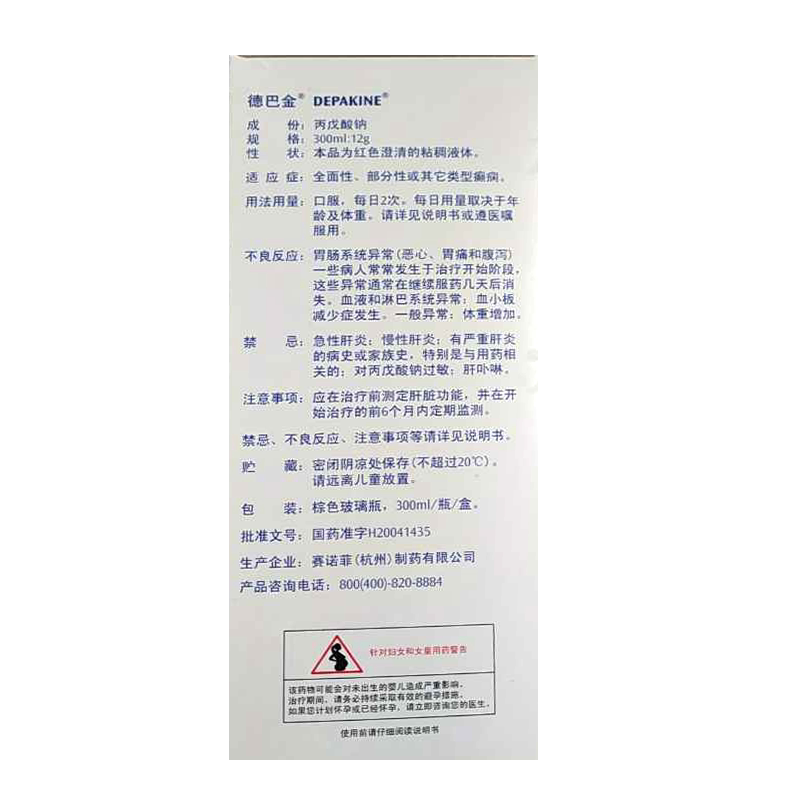 德巴金® DEPAKINE®
成 份：丙戊酸钠
规 格：300ml:12g
性 状：本品为红色澄清的粘稠液体。
适 应 症：全面性、部分性或其它类型癫痫。
用法用量：口服，每日2次。每日用量取决于年
龄及体重。请详见说明书或遵医嘱
服用。
不良反应：胃肠系统异常(恶心、胃痛和腹泻)
一些病人常常发生于治疗开始阶段，
这些异常通常在继续服药几天后消
失。血液和淋巴系统异常：血小板
减少症发生。一般异常：体重增加。
禁 忌：急性肝炎；慢性肝炎；有严重肝炎
的病史或家族史，特别是与用药相
关的；对丙戊酸钠过敏；肝卟啉。
注意事项：应在治疗前测定肝脏功能，并在开
始治疗的前6个月内定期监测。
禁忌、不良反应、注意事项等请详见说明书。
贮 藏：密闭阴凉处保存(不超过20℃)。
请远离儿童放置。
包 装：棕色玻璃瓶，300ml/瓶/盒。
批准文号：国药准字H20041435
生产企业：赛诺菲(杭州)制药有限公司
产品咨询电话：800(400)-820-8884
针对妇女和女童用药警告
该药物可能会对未出生的婴儿造成严重影响。
治疗期间，请务必持续采取有效的避孕措施。
如果您计划怀孕或已经怀孕，请立即咨询您的医生。
使用前请仔细阅读说明书